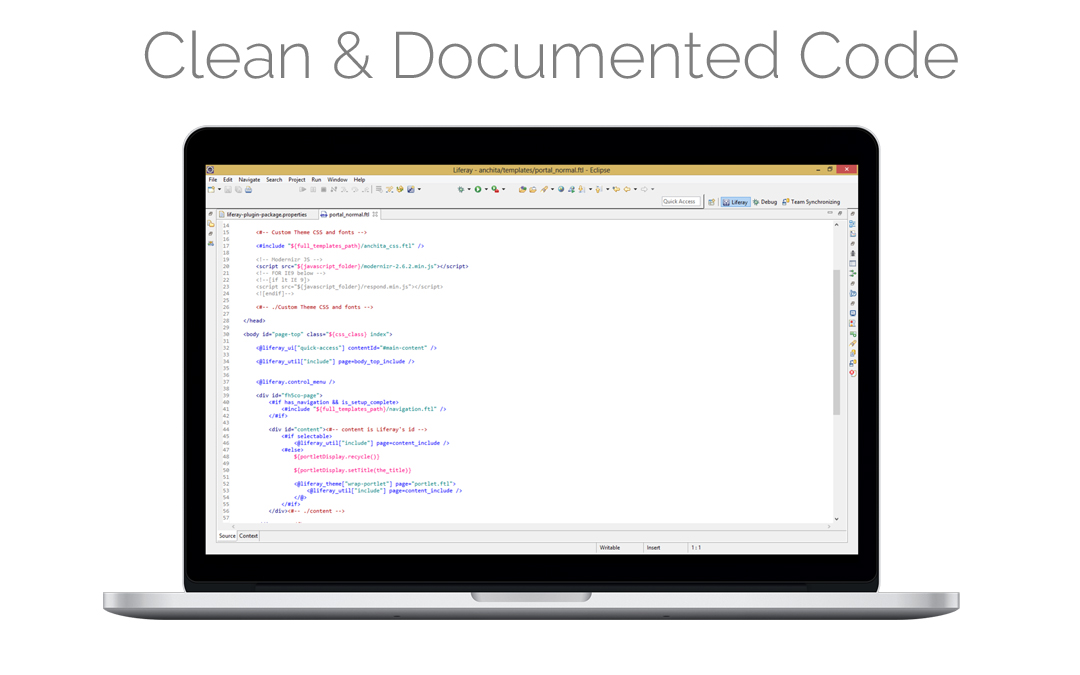 Clean & Documented Code
Liferay - anchita/templates/portal_normal.ftl - Eclipse
File Edit Navigate Search Project Run Window Help
Quick Access Liferay Debug Team Synchronizing
liferay-plugin-package.properties portal_normal.ftl
14
15 <#-- Custom Theme CSS and fonts -->
16
17 <#include "${full_templates_path}/anchita_css.ftl" />
18
19 <!-- Modernizr JS -->
20 <script src="${javascript_folder}/modernizr-2.6.2.min.js"></script>
21 <!-- FOR IE9 below -->
22 <!--[if lt IE 9]>
23 <script src="${javascript_folder}/respond.min.js"></script>
24 <![endif]-->
25
26 <#-- ./Custom Theme CSS and fonts -->
27
28 </head>
29
30 <body id="page-top" class="${css_class} index">
31
32 <@liferay_ui["quick-access"] contentId="#main-content" />
33
34 <@liferay_util["include"] page=body_top_include />
35
36
37 <@liferay.control_menu />
38
39 <div id="fh5co-page">
40 <#if has_navigation && is_setup_complete>
41 <#include "${full_templates_path}/navigation.ftl" />
42 </#if>
43
44 <div id="content"><#-- content is Liferay's id -->
45 <#if selectable>
46 <@liferay_util["include"] page=content_include />
47 <#else>
48 ${portletDisplay.recycle()}
49
50 ${portletDisplay.setTitle(the_title)}
51
52 <@liferay_theme["wrap-portlet"] page="portlet.ftl">
53 <@liferay_util["include"] page=content_include />
54 </@>
55 </#if>
56 </div><#-- ./content -->
57
Source Context
Writable Insert 1 : 1